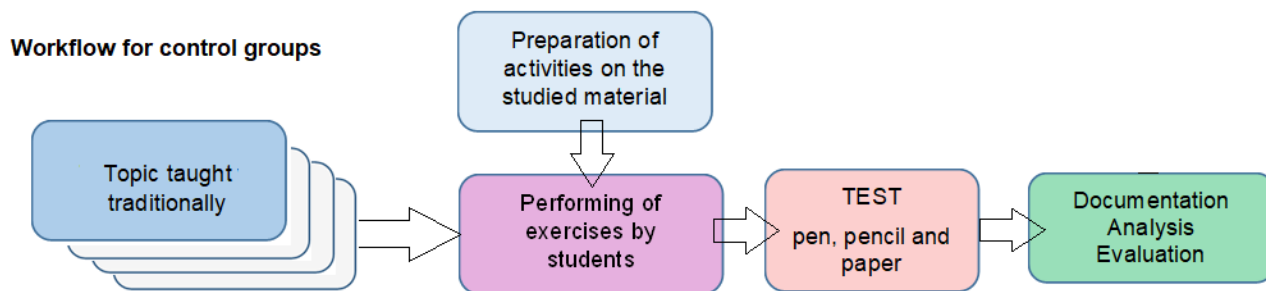 Workflow for control groups
Preparation of
activities on the
studied material
Topic taught
traditionally
Performing of
exercises by
students
TEST
pen, pencil and
paper
Documentation
Analysis
Evaluation